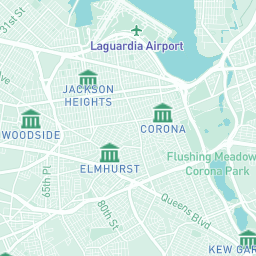 31st St
Laguardia Airport
Ave
JACKSON
HEIGHTS
WOODSIDE
CORONA
ELMHURST
Flushing Meadow
Corona Park
65th Pl
80th St
Queens Blvd
KEW GAR